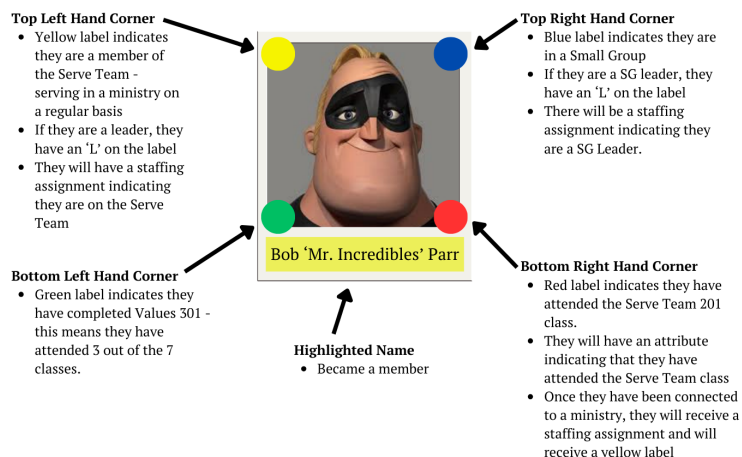 Top Left Hand Corner
Yellow label indicates
they are a member of
the Serve Team -
serving in a ministry on
a regular basis
If they are a leader, they
have an ‘L’ on the label
They will have a staffing
assignment indicating
they are on the Serve
Team
Top Right Hand Corner
Blue label indicates they are
in a Small Group
If they are a SG leader, they
have an ‘L’ on the label
There will be a staffing
assignment indicating they
are a SG Leader.
Bob ‘Mr. Incredibles’ Parr
Bottom Left Hand Corner
Green label indicates they
have completed Values 301 -
this means they have
attended 3 out of the 7
classes.
Highlighted Name
Became a member
Bottom Right Hand Corner
Red label indicates they have
attended the Serve Team 201
class.
They will have an attribute
indicating that they have
attended the Serve Team class
Once they have been connected
to a ministry, they will receive a
staffing assignment and will
receive a yellow label